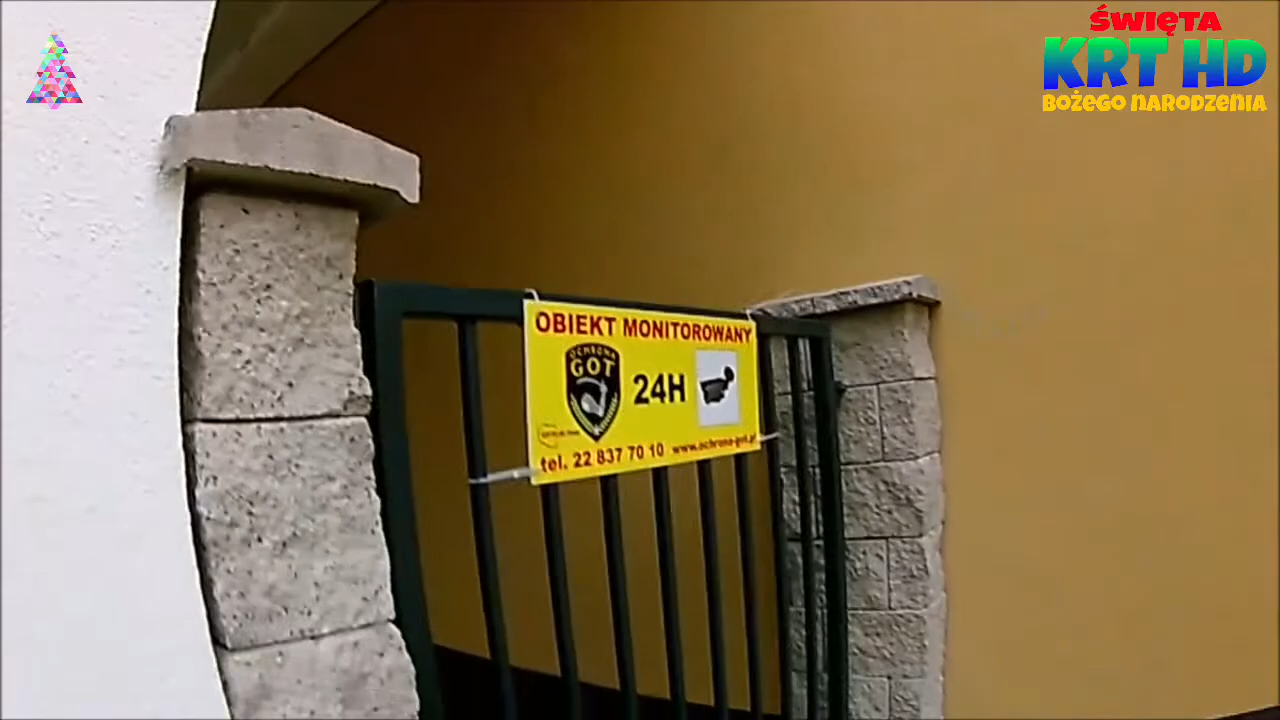 ŚWIĘTA
KRT HD
BOŻEGO NARODZENIA
OBIEKT MONITOROWANY
OCHRONA
GOT
24H
tel. 22 837 70 10 www.ochrona-got.pl